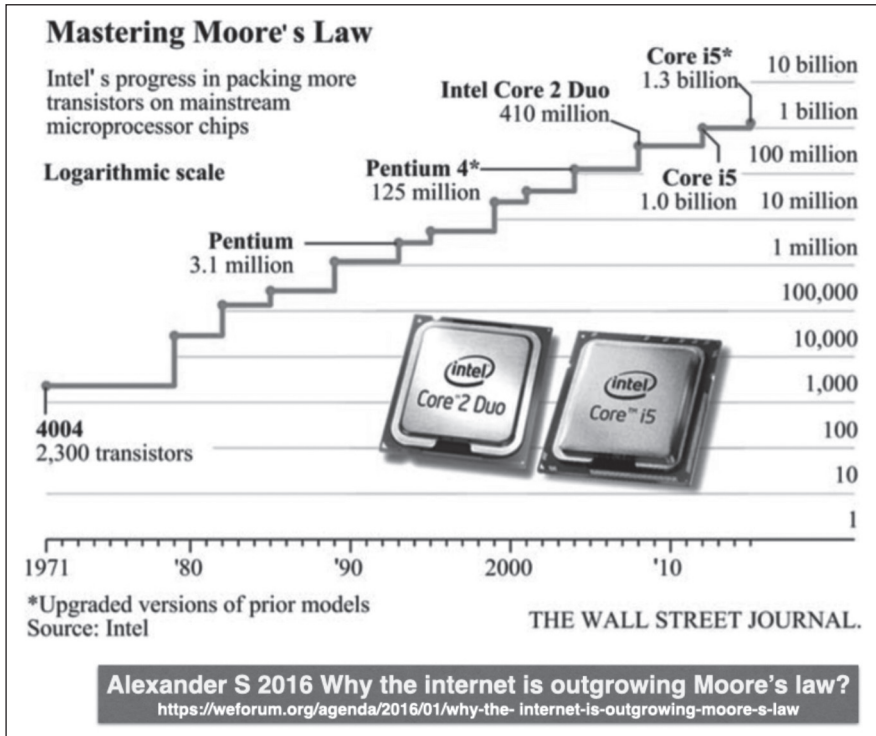 Mastering Moore's Law
Intel's progress in packing more
transistors on mainstream
microprocessor chips
Logarithmic scale
Core i5*
1.3 billion
Intel Core 2 Duo
410 million
Pentium 4*
125 million
Core i5
1.0 billion
Pentium
3.1 million
4004
2,300 transistors
10 billion
1 billion
100 million
10 million
1 million
100,000
10,000
1,000
100
10
1
intel
Core 2 Duo
intel
Core™ i5
1971 '80 '90 2000 '10
*Upgraded versions of prior models
Source: Intel
THE WALL STREET JOURNAL.
Alexander S 2016 Why the internet is outgrowing Moore's law?
https://weforum.org/agenda/2016/01/why-the- internet-is-outgrowing-moore-s-law